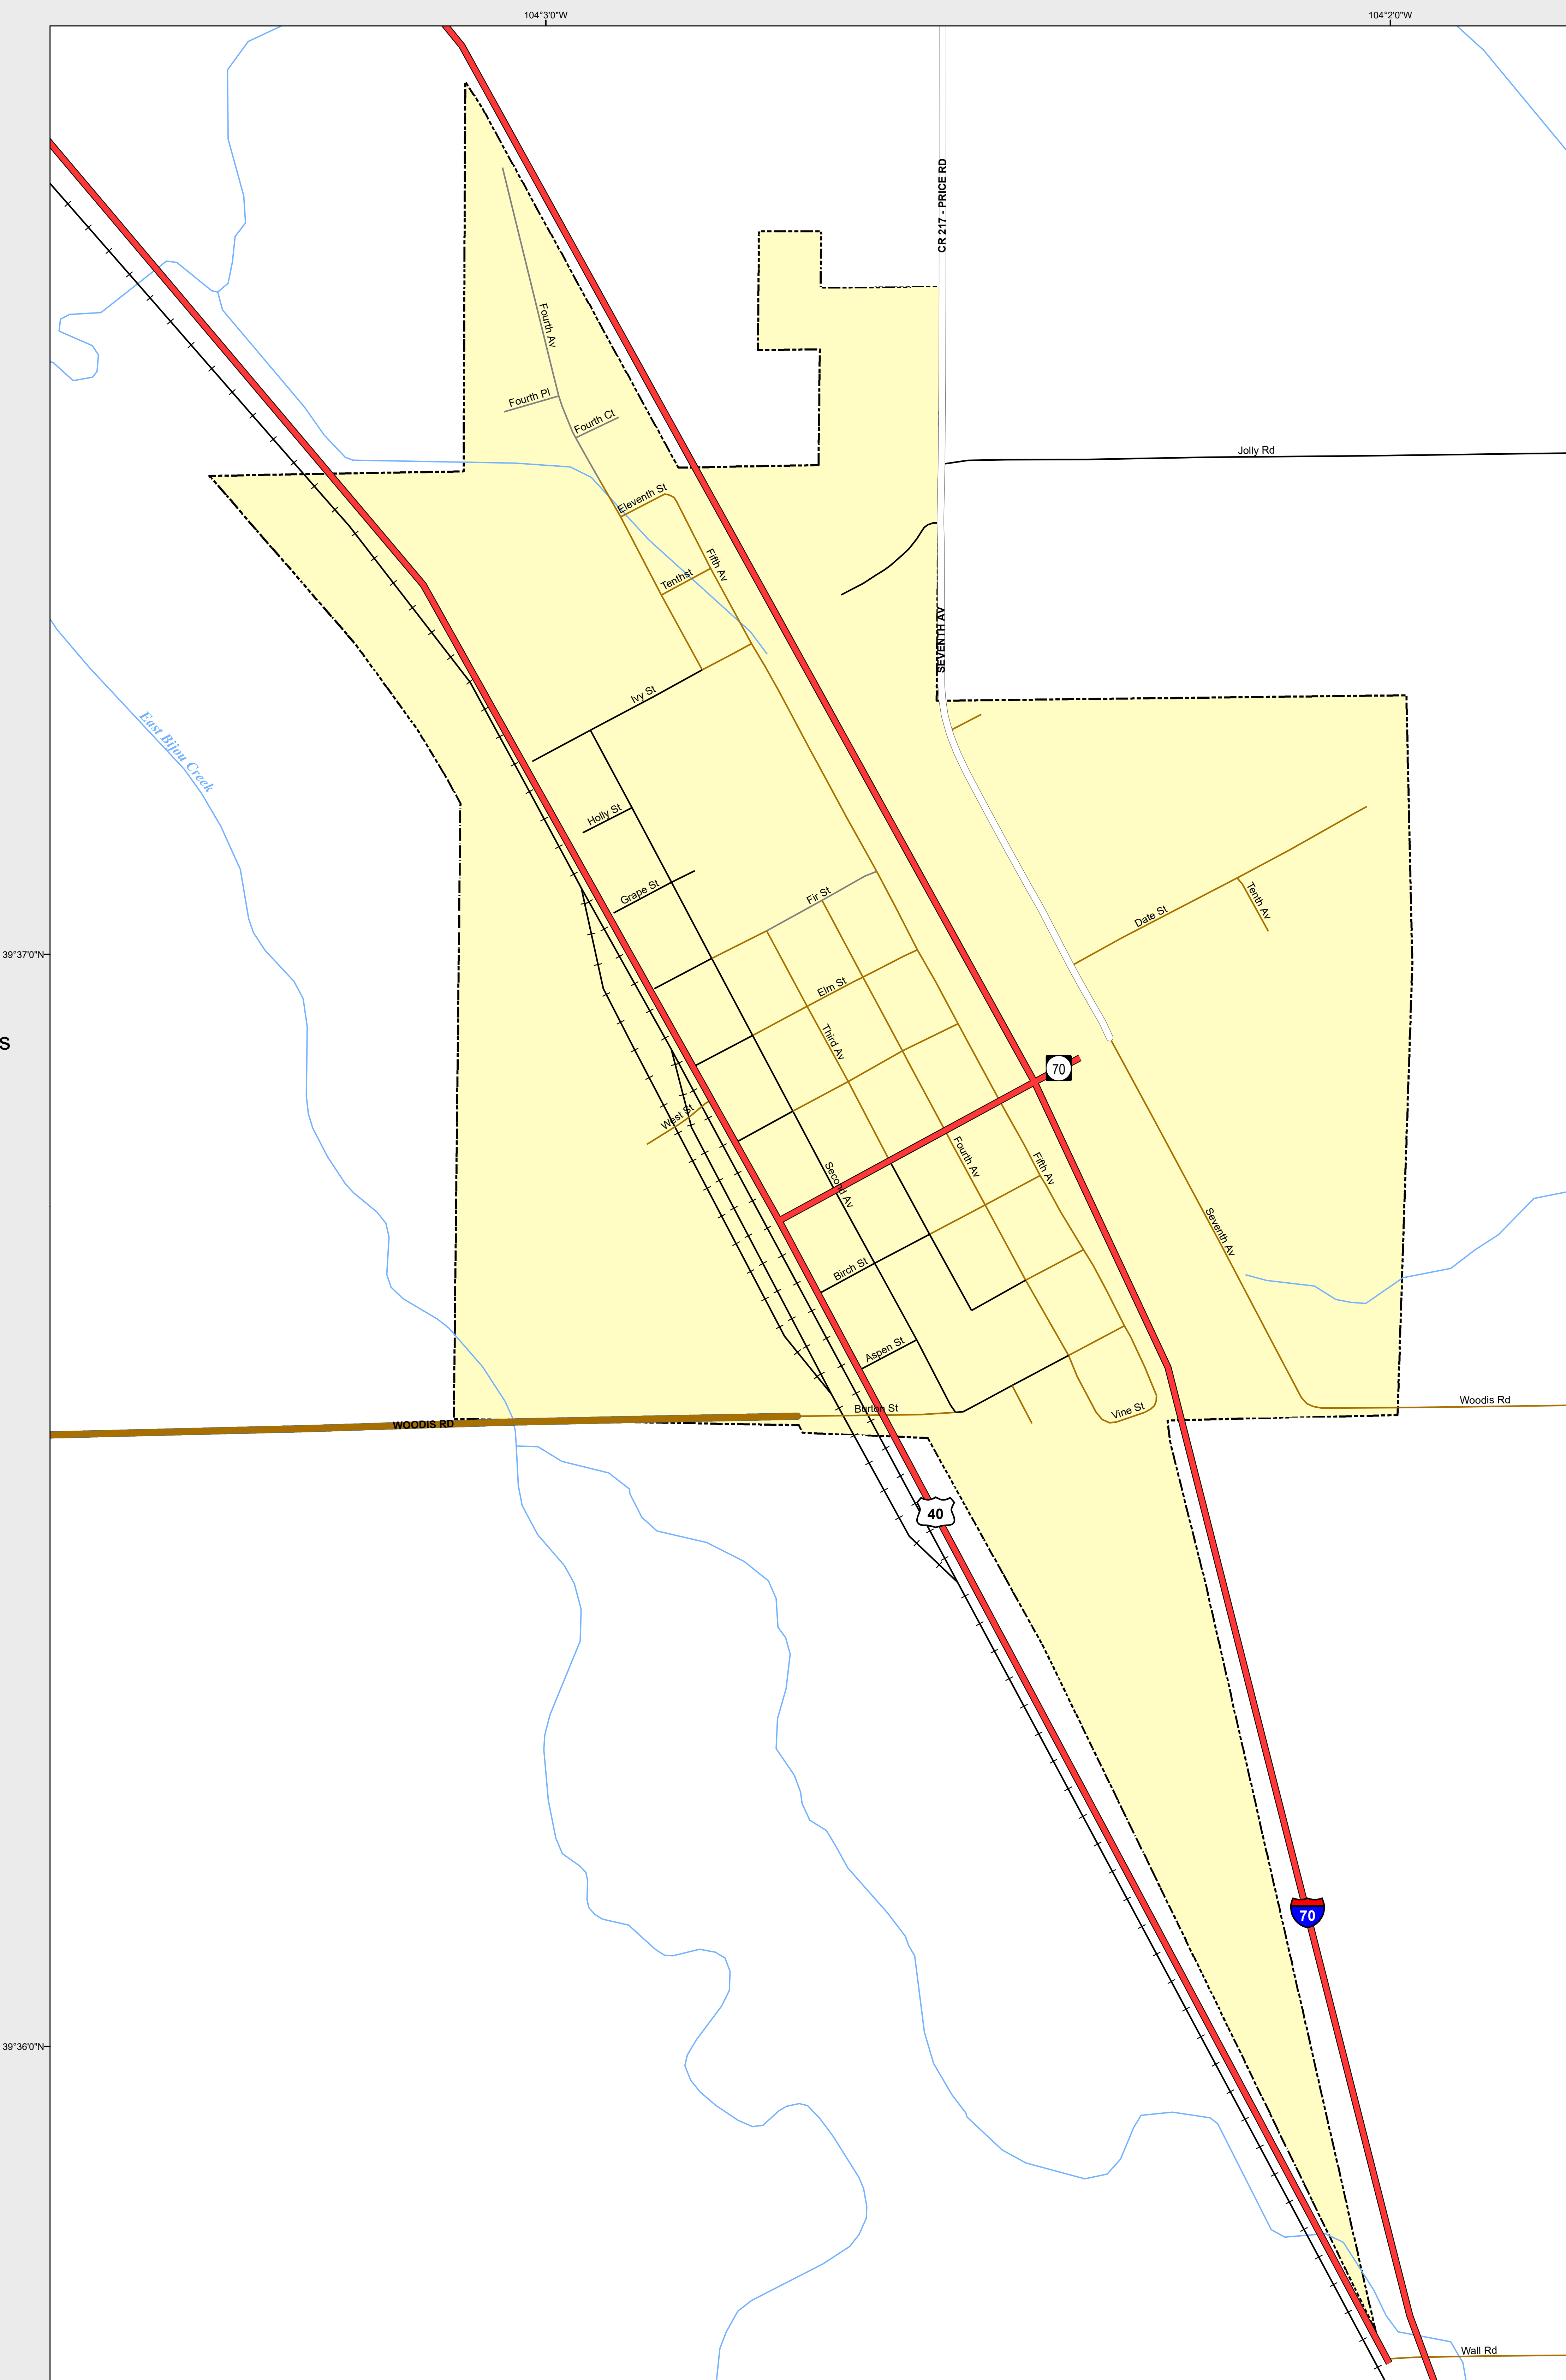 104°3'0"W
104°2'0"W
CR 217 - PRICE RD
Fourth Av
Fourth Pl
Fourth Ct
Jolly Rd
Eleventh St
Fifth Av
Tenthst
SEVENTH AV
Ivy St
East Bijou Creek
Holly St
Grape St
Fir St
Date St
Tenth Av
39°37'0"N
Elm St
S
Third Av
70
West St
Fourth Av
Fifth Av
Second Av
Seventh Av
Birch St
Aspen St
Woodis Rd
Burton St
Vine St
WOODIS RD
40
70
39°36'0"N
Wall Rd